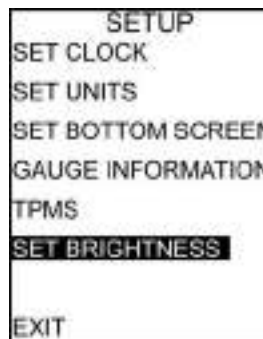 SETUP
SET CLOCK
SET UNITS
SET BOTTOM SCREEN
GAUGE INFORMATION
TPMS
SET BRIGHTNESS
EXIT